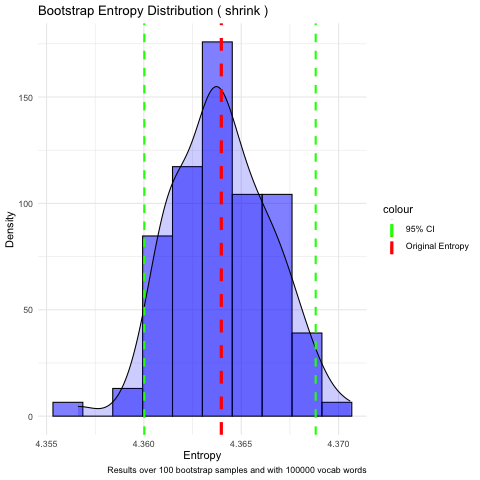 Bootstrap Entropy Distribution ( shrink )
Density
150
100
50
0
4.355 4.360 4.365 4.370
Entropy
colour
95% CI
Original Entropy
Results over 100 bootstrap samples and with 100000 vocab words